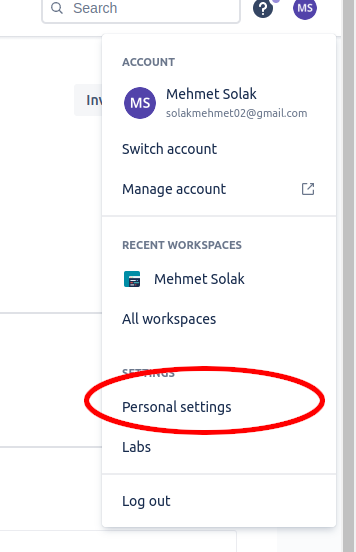 Search
?
MS
Inv
ACCOUNT
MS
Mehmet Solak
solakmehmet02@gmail.com
Switch account
Manage account
RECENT WORKSPACES
Mehmet Solak
All workspaces
SETTINGS
Personal settings
Labs
Log out